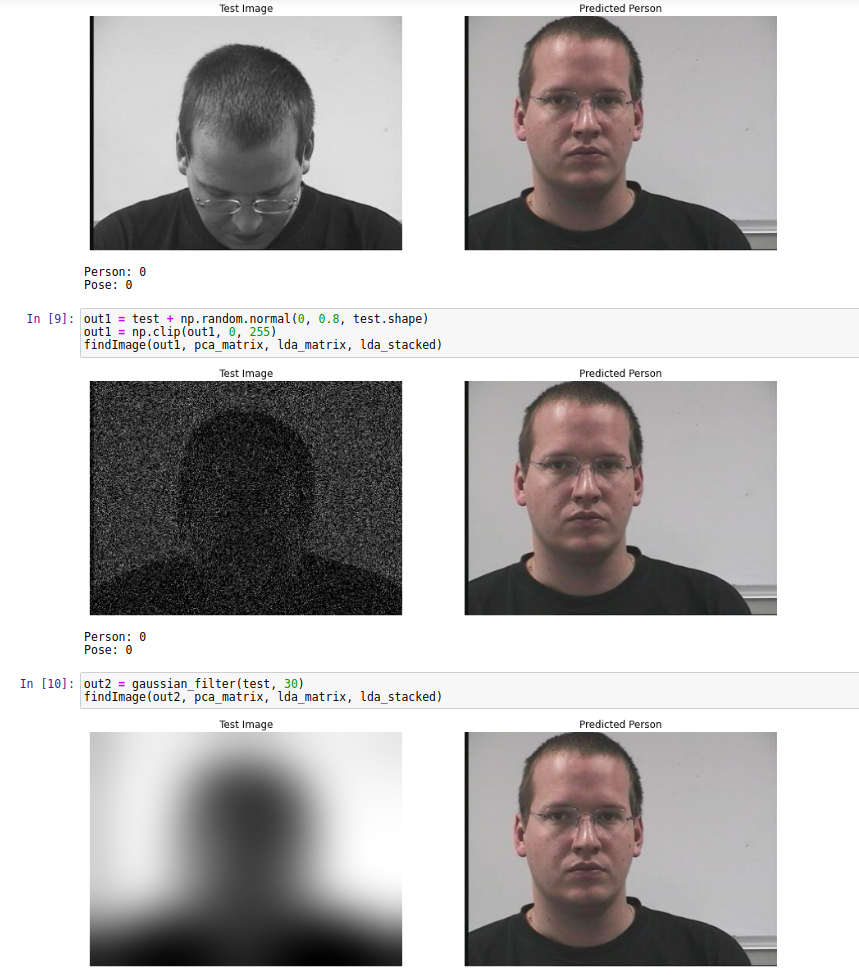 Test Image
Predicted Person
Person: 0
Pose: 0
In [9]:
out1 = test + np.random.normal(0, 0.8, test.shape)
out1 = np.clip(out1, 0, 255)
findImage(out1, pca_matrix, lda_matrix, lda_stacked)
Test Image
Predicted Person
Person: 0
Pose: 0
In [10]:
out2 = gaussian_filter(test, 30)
findImage(out2, pca_matrix, lda_matrix, lda_stacked)
Test Image
Predicted Person